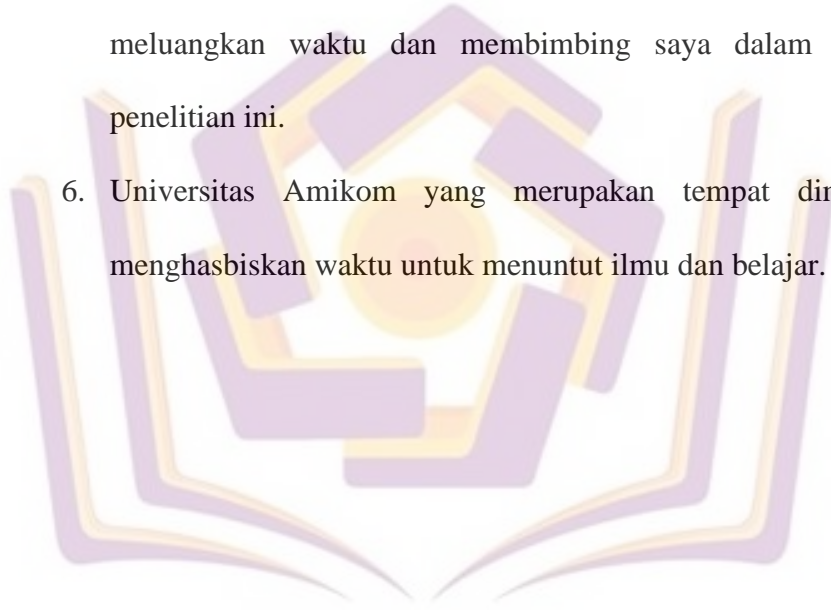 meluangkan waktu dan membimbing saya dalam
penelitian ini.
6. Universitas Amikom yang merupakan tempat
menghasbiskan waktu untuk menuntut ilmu dan belajar.